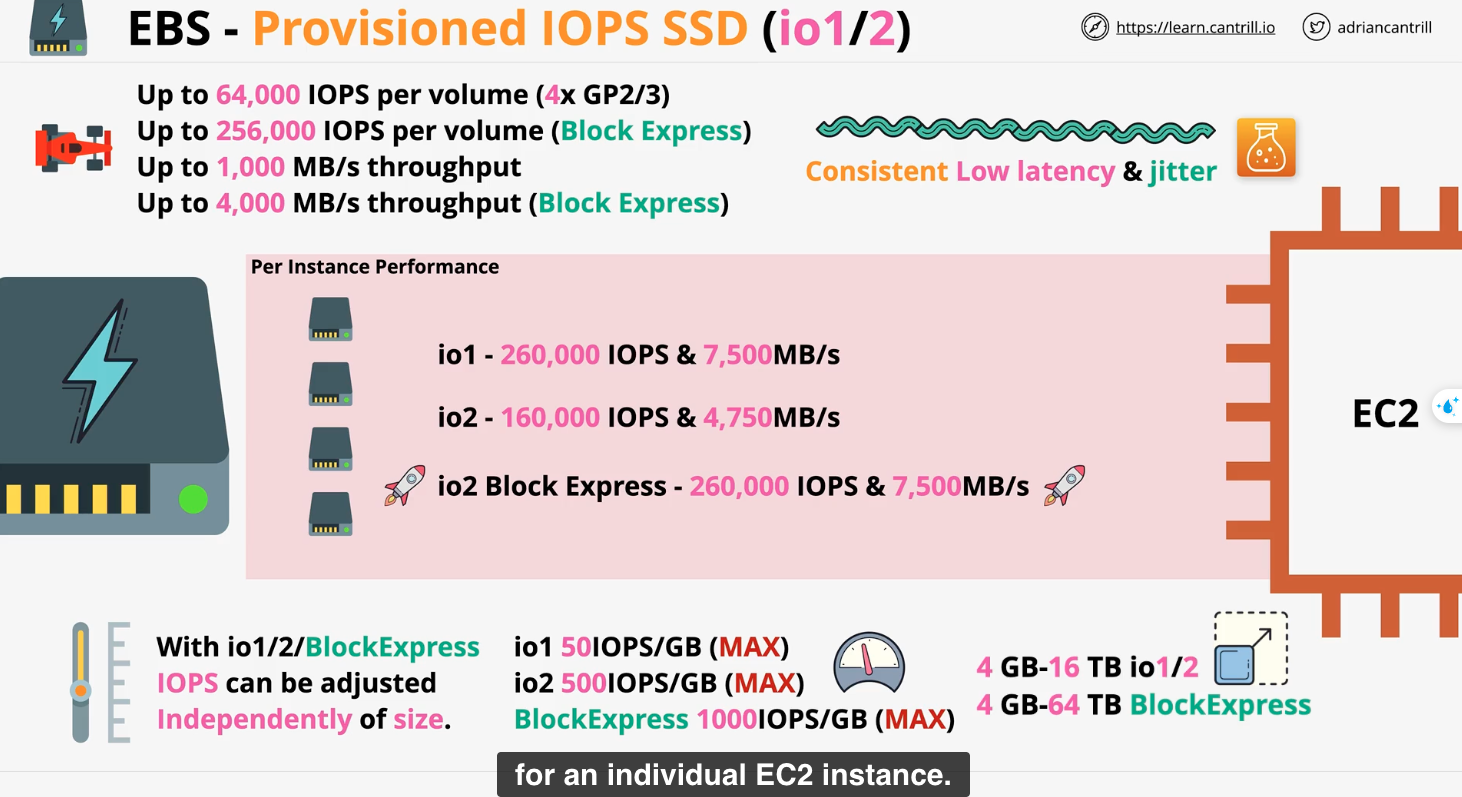 EBS - Provisioned IOPS SSD (io1/2)
https://learn.cantrill.io
adriancantrill
Up to 64,000 IOPS per volume (4x GP2/3)
Up to 256,000 IOPS per volume (Block Express)
Up to 1,000 MB/s throughput
Up to 4,000 MB/s throughput (Block Express)
Consistent Low latency & jitter
Per Instance Performance
io1 - 260,000 IOPS & 7,500MB/s
io2 - 160,000 IOPS & 4,750MB/s
io2 Block Express - 260,000 IOPS & 7,500MB/s
EC2
With io1/2/BlockExpress
IOPS can be adjusted
Independently of size.
io1 50IOPS/GB (MAX)
io2 500IOPS/GB (MAX)
BlockExpress 1000IOPS/GB (MAX)
4 GB-16 TB io1/2
4 GB-64 TB BlockExpress
for an individual EC2 instance.